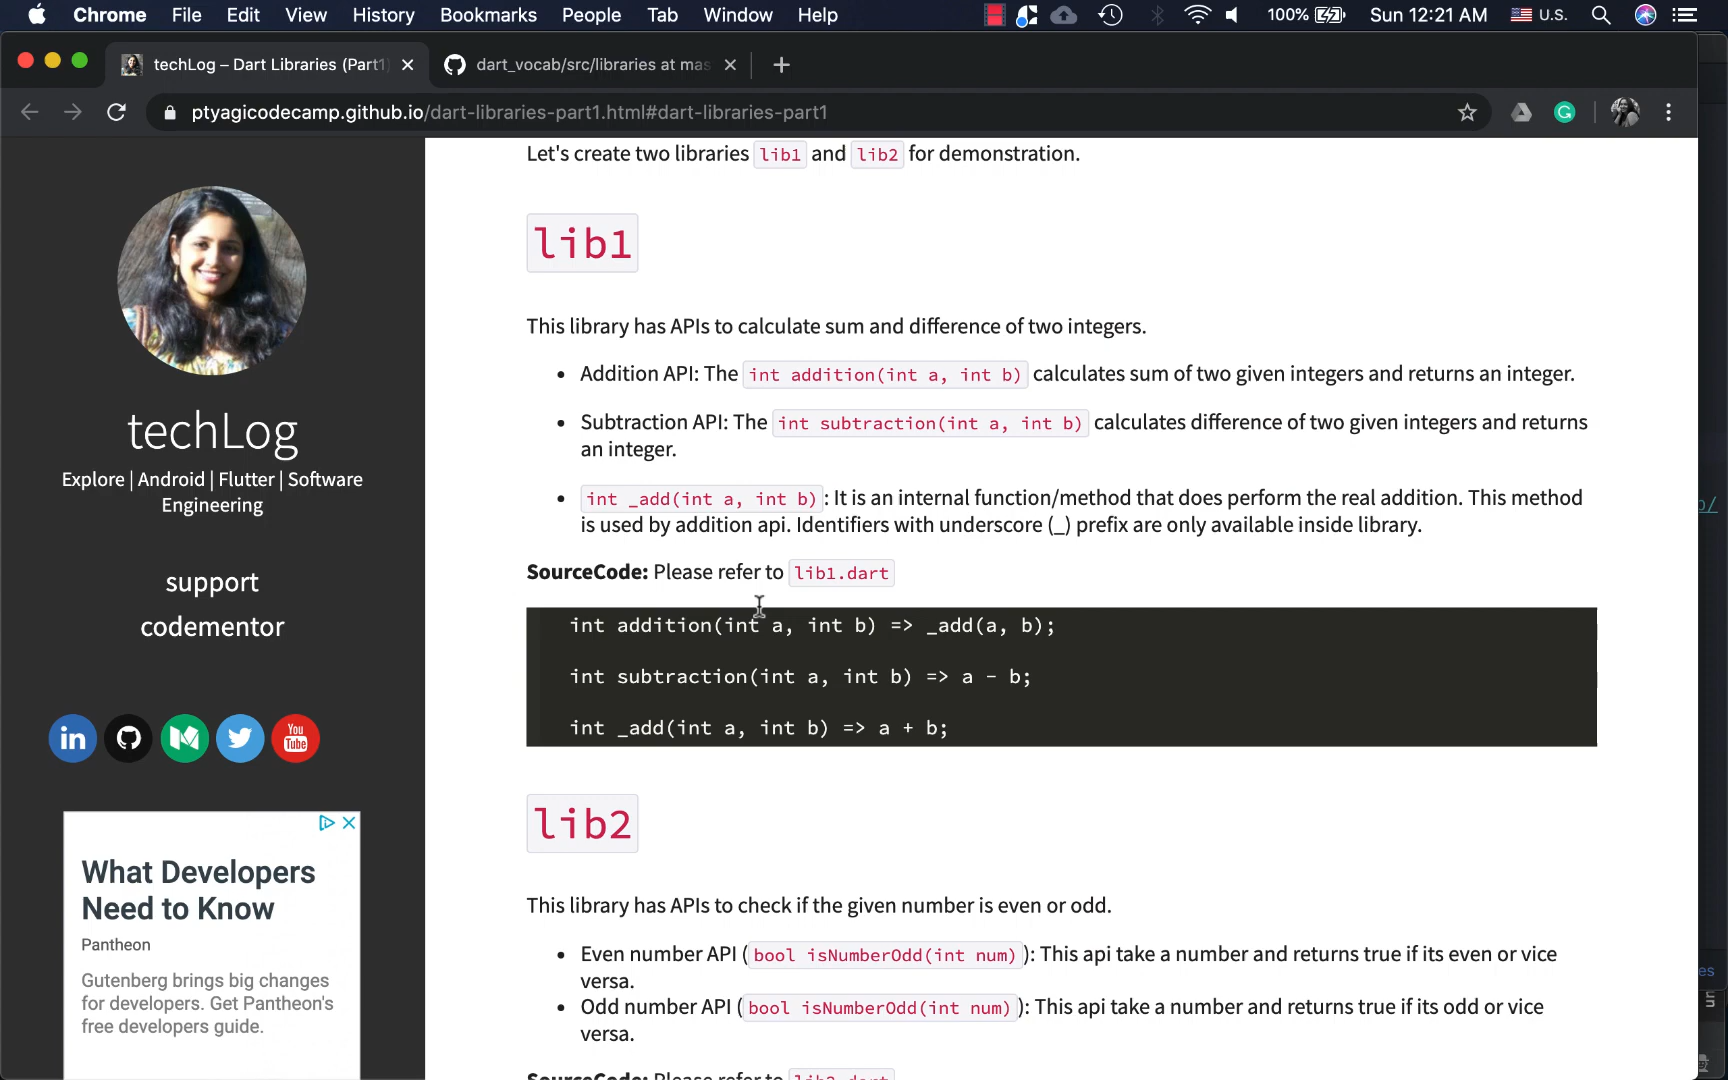 Chrome File Edit View History Bookmarks People Tab Window Help 100% Sun 12:21 AM U.S.
techLog – Dart Libraries (Part1) dart_vocab/src/libraries at mas
ptyagicodecamp.github.io/dart-libraries-part1.html#dart-libraries-part1
techLog
Explore | Android | Flutter | Software
Engineering
support
codementor
in
You
Tube
What Developers
Need to Know
Pantheon
Gutenberg brings big changes
for developers. Get Pantheon's
free developers guide.
Let's create two libraries lib1 and lib2 for demonstration.
lib1
This library has APIs to calculate sum and difference of two integers.
• Addition API: The int addition(int a, int b) calculates sum of two given integers and returns an integer.
• Subtraction API: The int subtraction(int a, int b) calculates difference of two given integers and returns
an integer.
• int _add(int a, int b) : It is an internal function/method that does perform the real addition. This method
is used by addition api. Identifiers with underscore (_) prefix are only available inside library.
SourceCode: Please refer to lib1.dart
int addition(int a, int b) => _add(a, b);
int subtraction(int a, int b) => a - b;
int _add(int a, int b) => a + b;
lib2
This library has APIs to check if the given number is even or odd.
• Even number API ( bool isNumberOdd(int num) ): This api take a number and returns true if its even or vice
versa.
• Odd number API ( bool isNumberOdd(int num) ): This api take a number and returns true if its odd or vice
versa.
SourceCode: Please refer to lib2.dart